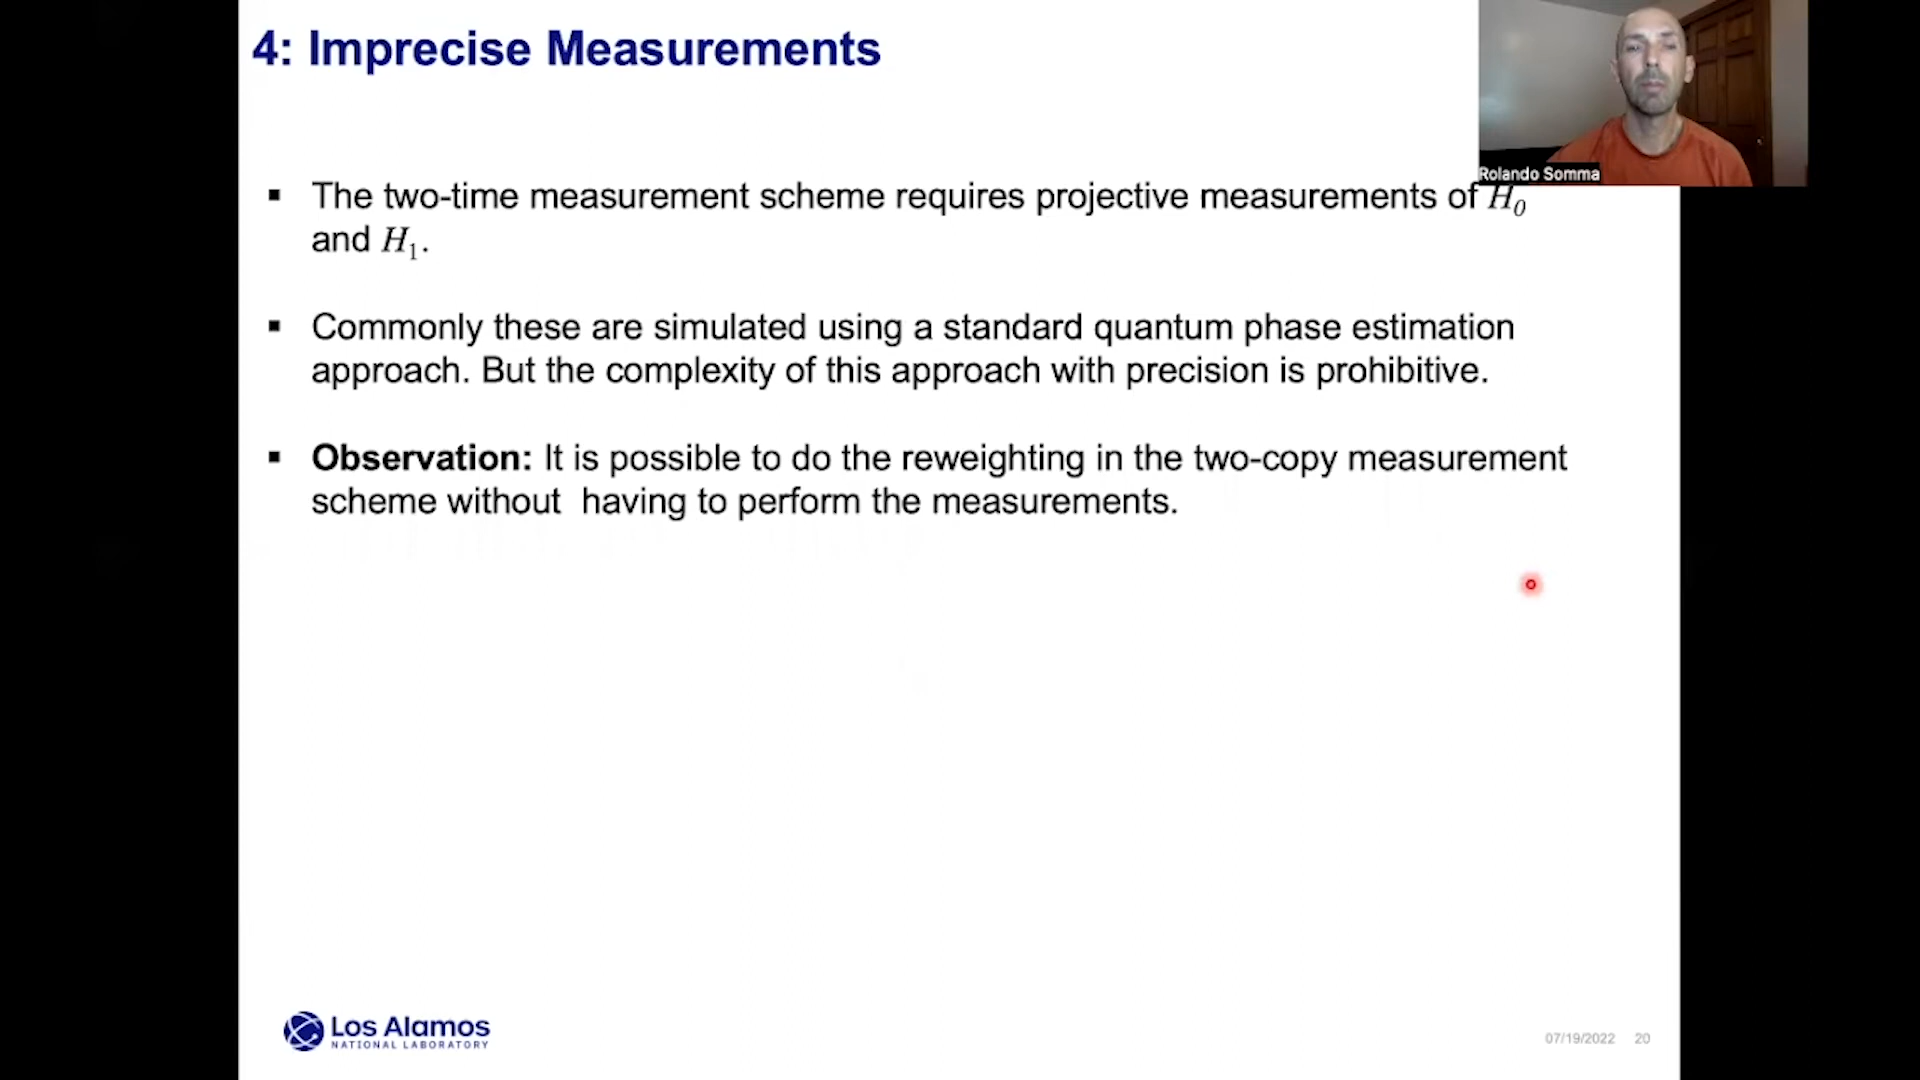 4: Imprecise Measurements
Rolando Somma
▪ The two-time measurement scheme requires projective measurements of H₀
and H₁.
▪ Commonly these are simulated using a standard quantum phase estimation
approach. But the complexity of this approach with precision is prohibitive.
▪ Observation: It is possible to do the reweighting in the two-copy measurement
scheme without  having to perform the measurements.
Los Alamos
NATIONAL LABORATORY
07/19/2022 20